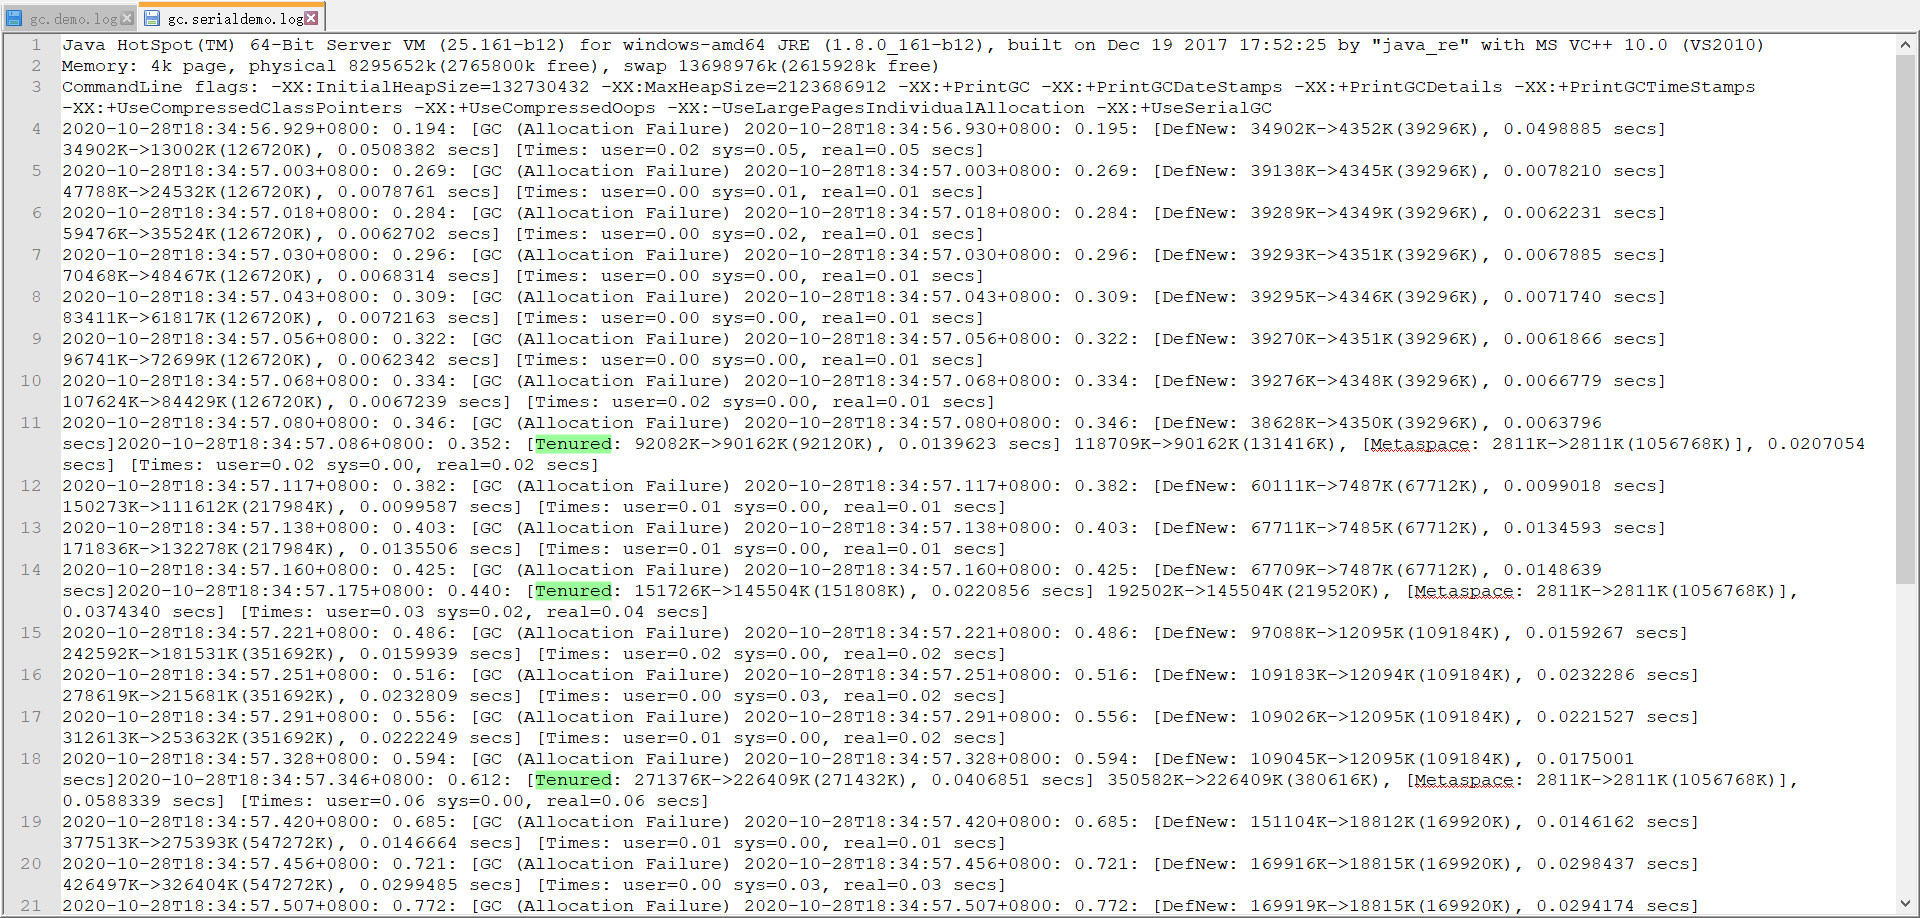 gc.demo.log
gc.serialdemo.log
1 Java HotSpot(TM) 64-Bit Server VM (25.161-b12) for windows-amd64 JRE (1.8.0_161-b12), built on Dec 19 2017 17:52:25 by "java_re" with MS VC++ 10.0 (VS2010)
2 Memory: 4k page, physical 8295652k(2765800k free), swap 13698976k(2615928k free)
3 CommandLine flags: -XX:InitialHeapSize=132730432 -XX:MaxHeapSize=2123686912 -XX:+PrintGC -XX:+PrintGCDateStamps -XX:+PrintGCDetails -XX:+PrintGCTimeStamps
-XX:+UseCompressedClassPointers -XX:+UseCompressedOops -XX:-UseLargePagesIndividualAllocation -XX:+UseSerialGC
4 2020-10-28T18:34:56.929+0800: 0.194: [GC (Allocation Failure) 2020-10-28T18:34:56.930+0800: 0.195: [DefNew: 34902K->4352K(39296K), 0.0498885 secs]
34902K->13002K(126720K), 0.0508382 secs] [Times: user=0.02 sys=0.05, real=0.05 secs]
5 2020-10-28T18:34:57.003+0800: 0.269: [GC (Allocation Failure) 2020-10-28T18:34:57.003+0800: 0.269: [DefNew: 39138K->4345K(39296K), 0.0078210 secs]
47788K->24532K(126720K), 0.0078761 secs] [Times: user=0.00 sys=0.01, real=0.01 secs]
6 2020-10-28T18:34:57.018+0800: 0.284: [GC (Allocation Failure) 2020-10-28T18:34:57.018+0800: 0.284: [DefNew: 39289K->4349K(39296K), 0.0062231 secs]
59476K->35524K(126720K), 0.0062702 secs] [Times: user=0.00 sys=0.02, real=0.01 secs]
7 2020-10-28T18:34:57.030+0800: 0.296: [GC (Allocation Failure) 2020-10-28T18:34:57.030+0800: 0.296: [DefNew: 39293K->4351K(39296K), 0.0067885 secs]
70468K->48467K(126720K), 0.0068314 secs] [Times: user=0.00 sys=0.00, real=0.01 secs]
8 2020-10-28T18:34:57.043+0800: 0.309: [GC (Allocation Failure) 2020-10-28T18:34:57.043+0800: 0.309: [DefNew: 39295K->4346K(39296K), 0.0071740 secs]
83411K->61817K(126720K), 0.0072163 secs] [Times: user=0.00 sys=0.00, real=0.01 secs]
9 2020-10-28T18:34:57.056+0800: 0.322: [GC (Allocation Failure) 2020-10-28T18:34:57.056+0800: 0.322: [DefNew: 39270K->4351K(39296K), 0.0061866 secs]
96741K->72699K(126720K), 0.0062342 secs] [Times: user=0.00 sys=0.00, real=0.01 secs]
10 2020-10-28T18:34:57.068+0800: 0.334: [GC (Allocation Failure) 2020-10-28T18:34:57.068+0800: 0.334: [DefNew: 39276K->4348K(39296K), 0.0066779 secs]
107624K->84429K(126720K), 0.0067239 secs] [Times: user=0.02 sys=0.00, real=0.01 secs]
11 2020-10-28T18:34:57.080+0800: 0.346: [GC (Allocation Failure) 2020-10-28T18:34:57.080+0800: 0.346: [DefNew: 38628K->4350K(39296K), 0.0063796
secs]2020-10-28T18:34:57.086+0800: 0.352: [Tenured: 92082K->90162K(92120K), 0.0139623 secs] 118709K->90162K(131416K), [Metaspace: 2811K->2811K(1056768K)], 0.0207054
secs] [Times: user=0.02 sys=0.00, real=0.02 secs]
12 2020-10-28T18:34:57.117+0800: 0.382: [GC (Allocation Failure) 2020-10-28T18:34:57.117+0800: 0.382: [DefNew: 60111K->7487K(67712K), 0.0099018 secs]
150273K->111612K(217984K), 0.0099587 secs] [Times: user=0.01 sys=0.00, real=0.01 secs]
13 2020-10-28T18:34:57.138+0800: 0.403: [GC (Allocation Failure) 2020-10-28T18:34:57.138+0800: 0.403: [DefNew: 67711K->7485K(67712K), 0.0134593 secs]
171836K->132278K(217984K), 0.0135506 secs] [Times: user=0.01 sys=0.00, real=0.01 secs]
14 2020-10-28T18:34:57.160+0800: 0.425: [GC (Allocation Failure) 2020-10-28T18:34:57.160+0800: 0.425: [DefNew: 67709K->7487K(67712K), 0.0148639
secs]2020-10-28T18:34:57.175+0800: 0.440: [Tenured: 151726K->145504K(151808K), 0.0220856 secs] 192502K->145504K(219520K), [Metaspace: 2811K->2811K(1056768K)],
0.0374340 secs] [Times: user=0.03 sys=0.02, real=0.04 secs]
15 2020-10-28T18:34:57.221+0800: 0.486: [GC (Allocation Failure) 2020-10-28T18:34:57.221+0800: 0.486: [DefNew: 97088K->12095K(109184K), 0.0159267 secs]
242592K->181531K(351692K), 0.0159939 secs] [Times: user=0.02 sys=0.00, real=0.02 secs]
16 2020-10-28T18:34:57.251+0800: 0.516: [GC (Allocation Failure) 2020-10-28T18:34:57.251+0800: 0.516: [DefNew: 109183K->12094K(109184K), 0.0232286 secs]
278619K->215681K(351692K), 0.0232809 secs] [Times: user=0.00 sys=0.03, real=0.02 secs]
17 2020-10-28T18:34:57.291+0800: 0.556: [GC (Allocation Failure) 2020-10-28T18:34:57.291+0800: 0.556: [DefNew: 109026K->12095K(109184K), 0.0221527 secs]
312613K->253632K(351692K), 0.0222249 secs] [Times: user=0.01 sys=0.00, real=0.02 secs]
18 2020-10-28T18:34:57.328+0800: 0.594: [GC (Allocation Failure) 2020-10-28T18:34:57.328+0800: 0.594: [DefNew: 109045K->12095K(109184K), 0.0175001
secs]2020-10-28T18:34:57.346+0800: 0.612: [Tenured: 271376K->226409K(271432K), 0.0406851 secs] 350582K->226409K(380616K), [Metaspace: 2811K->2811K(1056768K)],
0.0588339 secs] [Times: user=0.06 sys=0.00, real=0.06 secs]
19 2020-10-28T18:34:57.420+0800: 0.685: [GC (Allocation Failure) 2020-10-28T18:34:57.420+0800: 0.685: [DefNew: 151104K->18812K(169920K), 0.0146162 secs]
377513K->275393K(547272K), 0.0146664 secs] [Times: user=0.01 sys=0.00, real=0.01 secs]
20 2020-10-28T18:34:57.456+0800: 0.721: [GC (Allocation Failure) 2020-10-28T18:34:57.456+0800: 0.721: [DefNew: 169916K->18815K(169920K), 0.0298437 secs]
426497K->326404K(547272K), 0.0299485 secs] [Times: user=0.00 sys=0.03, real=0.03 secs]
21 2020-10-28T18:34:57.507+0800: 0.772: [GC (Allocation Failure) 2020-10-28T18:34:57.507+0800: 0.772: [DefNew: 169919K->18815K(169920K), 0.0294174 secs]